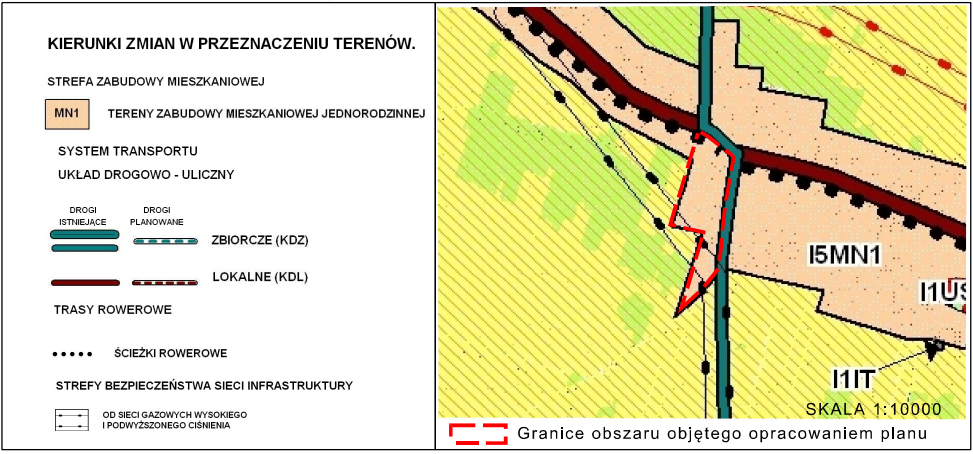 KIERUNKI ZMIAN W PRZEZNACZENIU TERENÓW.
STREFA ZABUDOWY MIESZKANIOWEJ
MN1
TERENY ZABUDOWY MIESZKANIOWEJ JEDNORODZINNEJ
SYSTEM TRANSPORTU
UKŁAD DROGOWO - ULICZNY
DROGI
ISTNIEJĄCE
DROGI
PLANOWANE
ZBIORCZE (KDZ)
LOKALNE (KDL)
TRASY ROWEROWE
ŚCIEŻKI ROWEROWE
STREFY BEZPIECZEŃSTWA SIECI INFRASTRUKTURY
OD SIECI GAZOWYCH WYSOKIEGO
I PODWYŻSZONEGO CIŚNIENIA
I5MN1
I1US
I1IT
SKALA 1:10000
Granice obszaru objętego opracowaniem planu